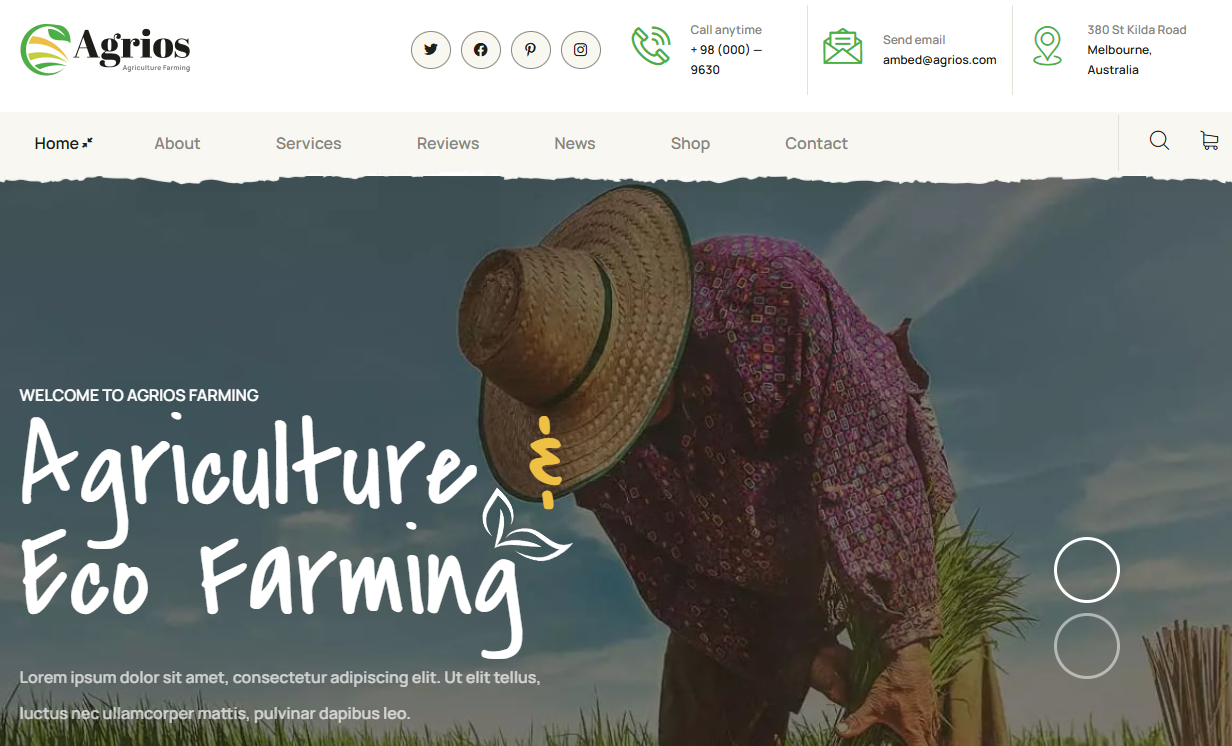 Agrios
Agriculture Farming
Call anytime
+ 98 (000) –
9630
Send email
ambed@agrios.com
380 St Kilda Road
Melbourne,
Australia
Home
About
Services
Reviews
News
Shop
Contact
WELCOME TO AGRIOS FARMING
Agriculture &
Eco Farming
Lorem ipsum dolor sit amet, consectetur adipiscing elit. Ut elit tellus,
luctus nec ullamcorper mattis, pulvinar dapibus leo.